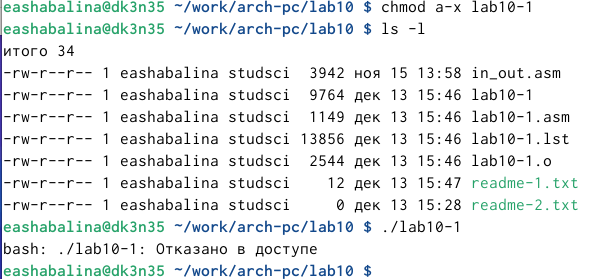 eashabalina@dk3n35 ~/work/arch-pc/lab10 $ chmod a-x lab10-1
eashabalina@dk3n35 ~/work/arch-pc/lab10 $ ls -l
итого 34
-rw-r--r-- 1 eashabalina studsci  3942 ноя 15 13:58 in_out.asm
-rw-r--r-- 1 eashabalina studsci  9764 дек 13 15:46 lab10-1
-rw-r--r-- 1 eashabalina studsci  1149 дек 13 15:46 lab10-1.asm
-rw-r--r-- 1 eashabalina studsci 13856 дек 13 15:46 lab10-1.lst
-rw-r--r-- 1 eashabalina studsci  2544 дек 13 15:46 lab10-1.o
-rw-r--r-- 1 eashabalina studsci    12 дек 13 15:47 readme-1.txt
-rw-r--r-- 1 eashabalina studsci     0 дек 13 15:28 readme-2.txt
eashabalina@dk3n35 ~/work/arch-pc/lab10 $ ./lab10-1
bash: ./lab10-1: Отказано в доступе
eashabalina@dk3n35 ~/work/arch-pc/lab10 $